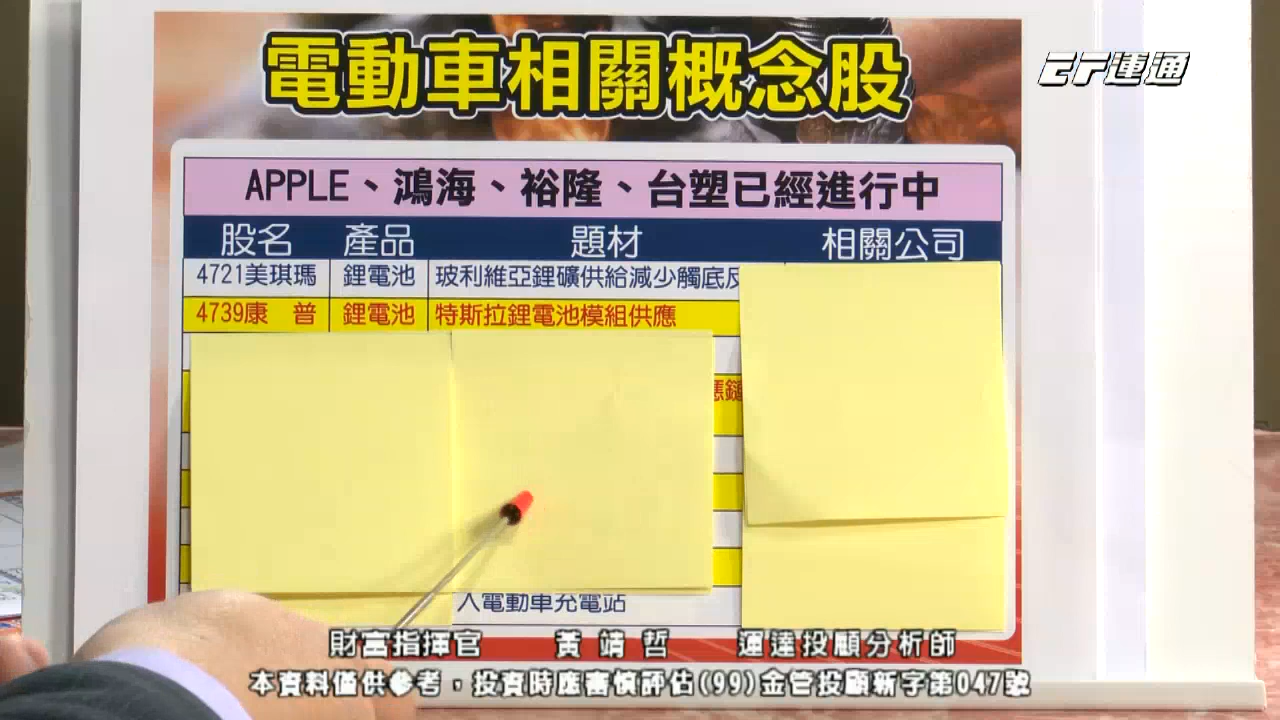 電動車相關概念股
运通
APPLE、鴻海、裕隆、台塑已經進行中
股名 產品 題材 相關公司
4721美琪瑪 鋰電池 玻利維亞鋰礦供給減少觸底
4739康 普 鋰電池 特斯拉鋰電池模組供應
應鏈
入電動車充電站
財富指揮官 黃靖哲 運達投顧分析師
本資料僅供參考，投資時應審慎評估(99)金管投顧新字第047號